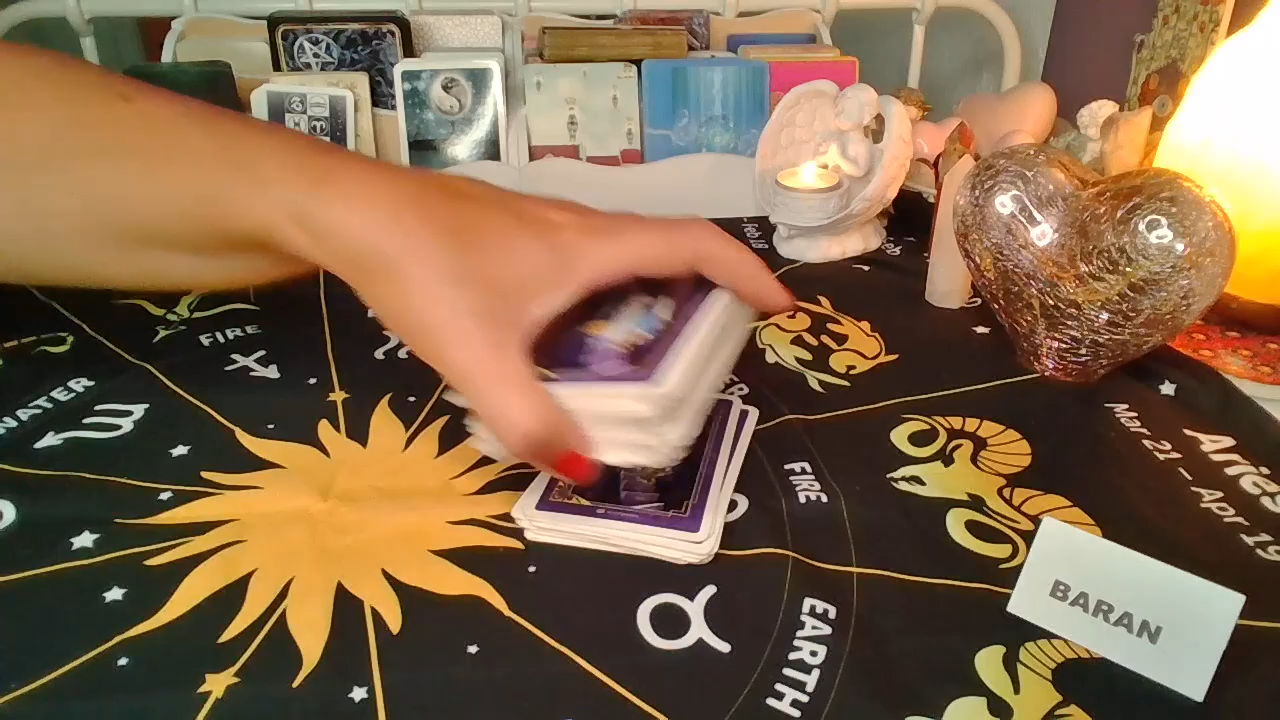 FIRE
WATER
FIRE
Mar 21 – Apr 19
Aries
EARTH
BARAN